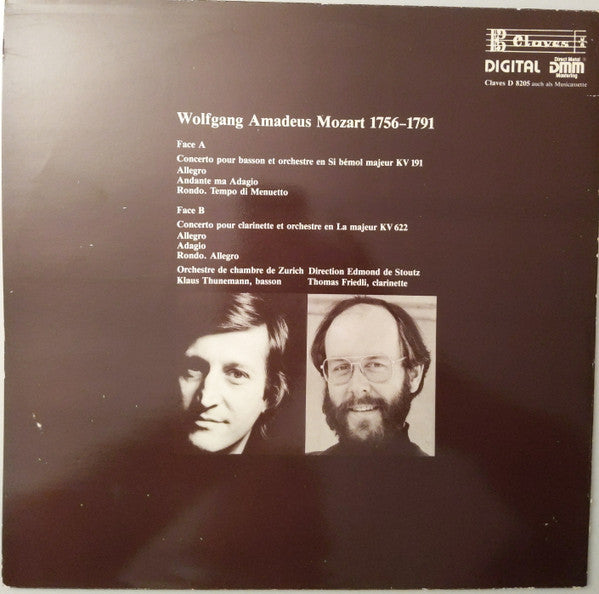 Claves
DIGITAL
Direct Metal
DMM
Mastering
Claves D 8205 auch als Musicassette
Wolfgang Amadeus Mozart 1756–1791
Face A
Concerto pour basson et orchestre en Si bémol majeur KV 191
Allegro
Andante ma Adagio
Rondo. Tempo di Menuetto
Face B
Concerto pour clarinette et orchestre en La majeur KV 622
Allegro
Adagio
Rondo. Allegro
Orchestre de chambre de Zurich Direction Edmond de Stoutz
Klaus Thunemann, basson Thomas Friedli, clarinette